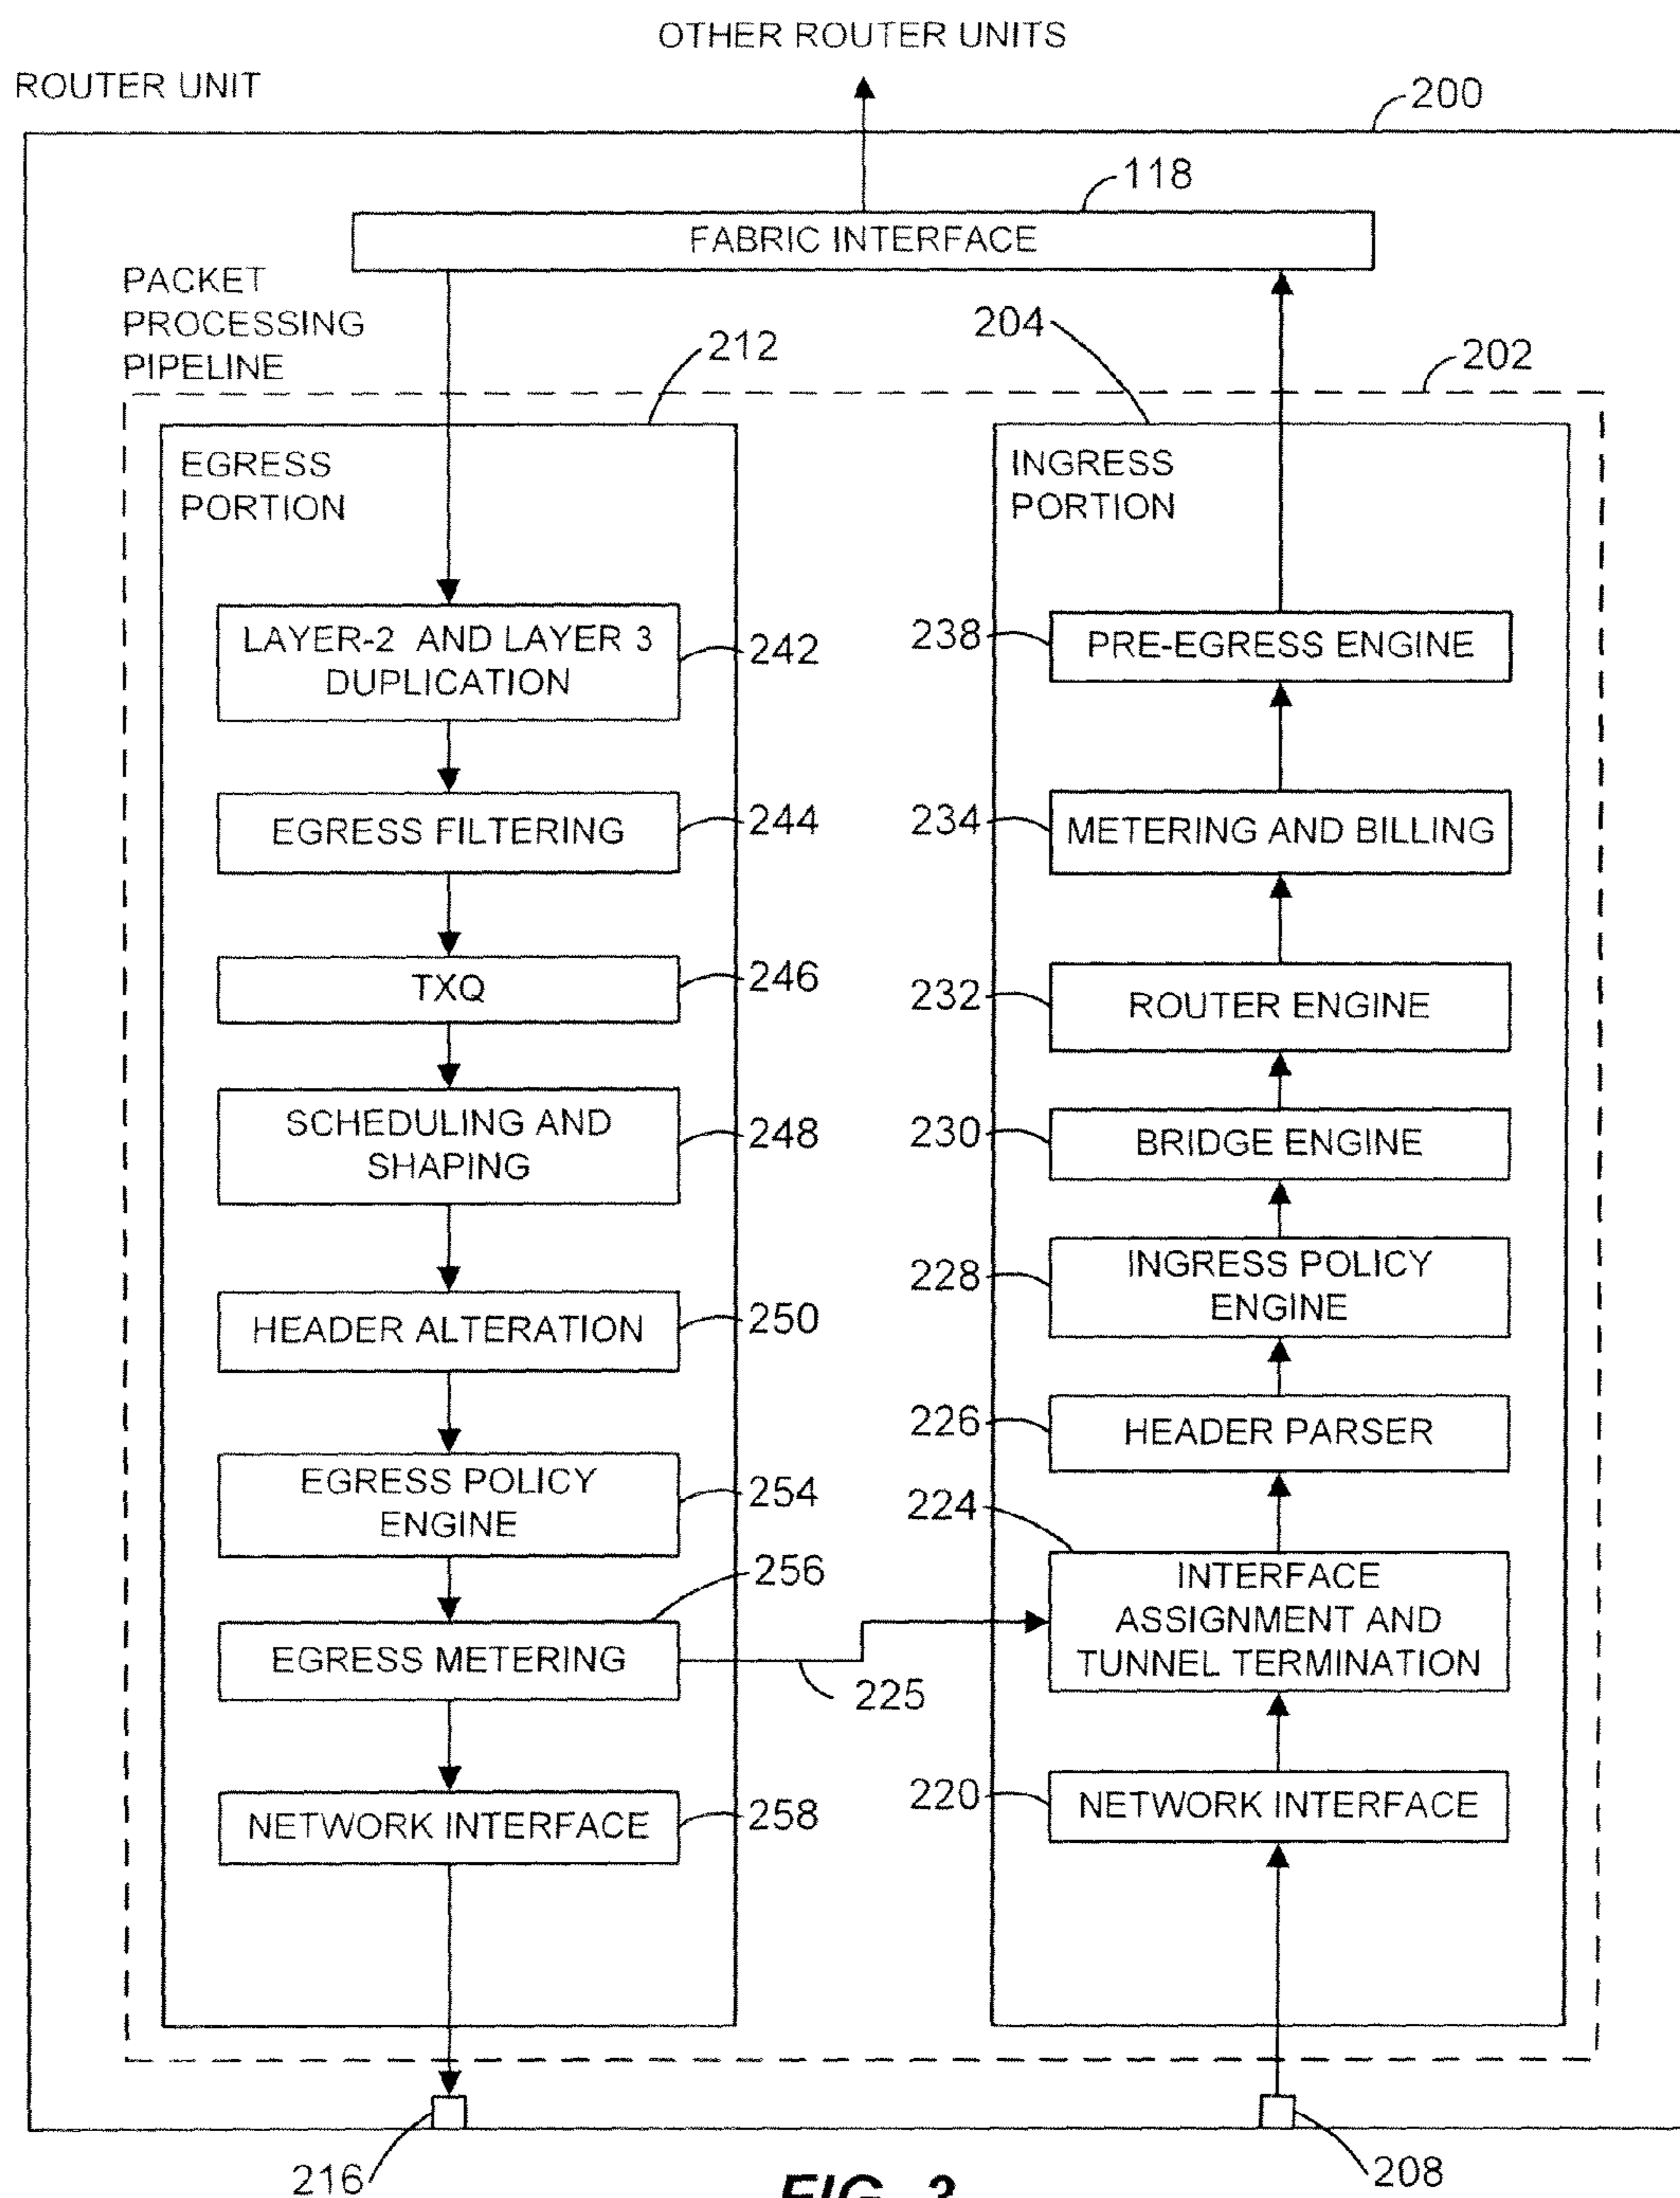 OTHER ROUTER UNITS
ROUTER UNIT
200
118
FABRIC INTERFACE
PACKET
PROCESSING
PIPELINE
212
204
202
EGRESS
PORTION
INGRESS
PORTION
LAYER-2 AND LAYER 3
DUPLICATION
242
238
PRE-EGRESS ENGINE
EGRESS FILTERING
244
234
METERING AND BILLING
TXQ
246
232
ROUTER ENGINE
SCHEDULING AND
SHAPING
248
230
BRIDGE ENGINE
228
INGRESS POLICY
ENGINE
HEADER ALTERATION
250
226
HEADER PARSER
EGRESS POLICY
ENGINE
254
224
256
INTERFACE
ASSIGNMENT AND
TUNNEL TERMINATION
EGRESS METERING
225
NETWORK INTERFACE
258
220
NETWORK INTERFACE
216
208
FIG. 3